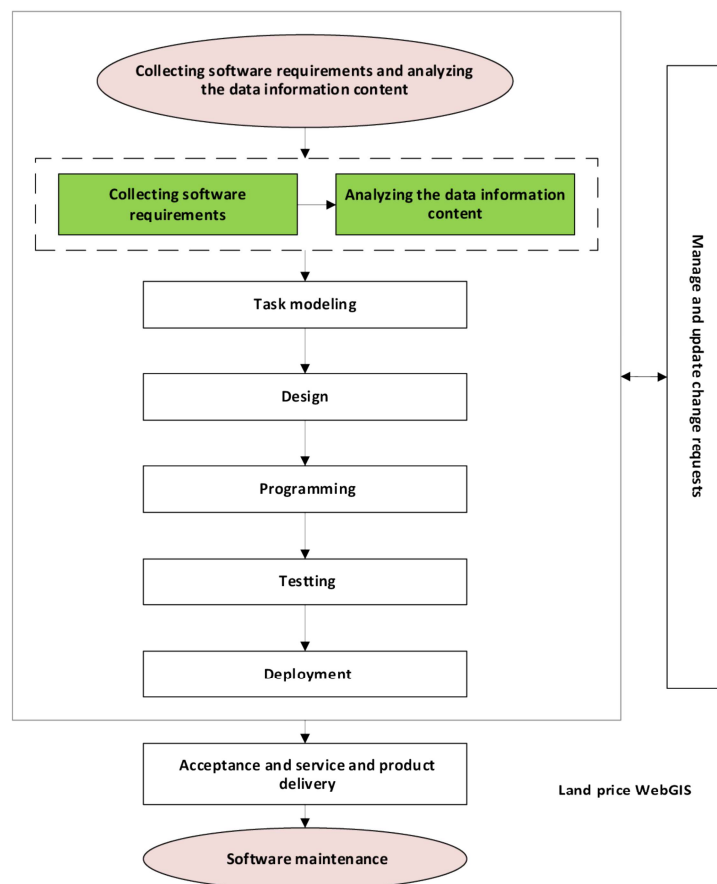 Collecting software requirements and analyzing
the data information content
Collecting software
requirements
Analyzing the data information
content
Task modeling
Design
Programming
Testting
Deployment
Manage and update change requests
Acceptance and service and product
delivery
Land price WebGIS
Software maintenance